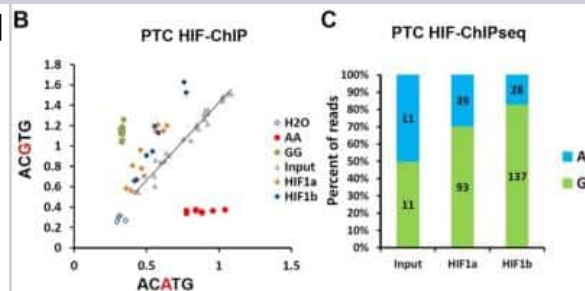 B
PTC HIF-ChIP
1.8
1.6
1.4
1.2
1
0.8
0.6
0.4
0.2
0
0
0.5
1
1.5
ACGTG
ACATG
H2O
AA
GG
Input
HIF1a
HIF1b
C
PTC HIF-ChIPseq
100%
90%
80%
70%
60%
50%
40%
30%
20%
10%
0%
Percent of reads
11
39
28
11
93
137
Input
HIF1a
HIF1b
A
G